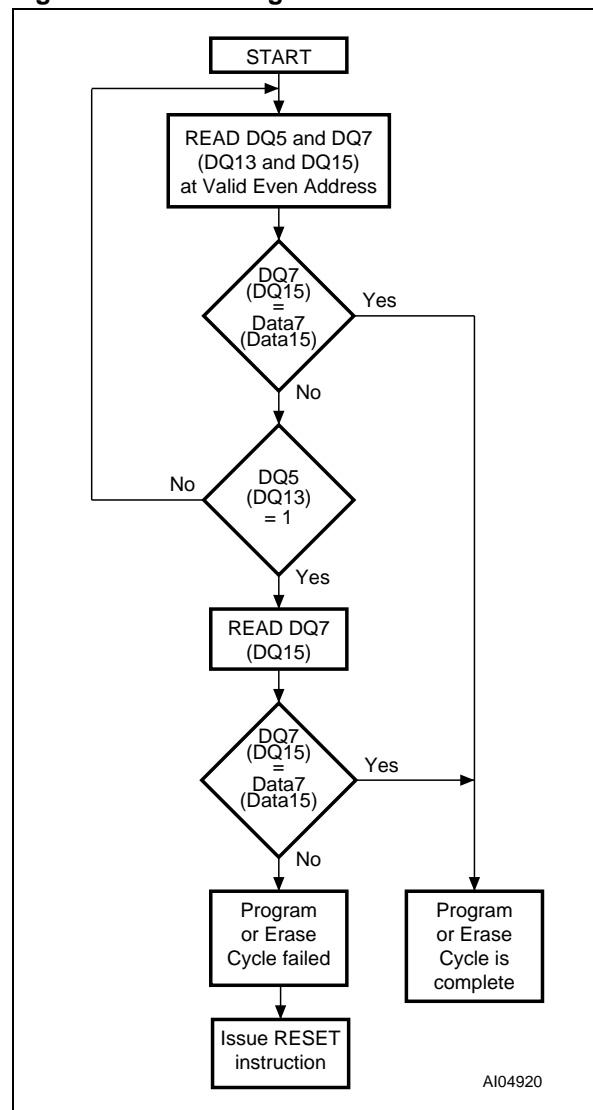 START
READ DQ5 and DQ7
(DQ13 and DQ15)
at Valid Even Address
DQ7
(DQ15)
=
Data7
(Data15)
Yes
No
DQ5
(DQ13)
= 1
No
Yes
READ DQ7
(DQ15)
DQ7
(DQ15)
=
Data7
(Data15)
Yes
No
Program
or Erase
Cycle failed
Program
or Erase
Cycle is
complete
Issue RESET
instruction
AI04920